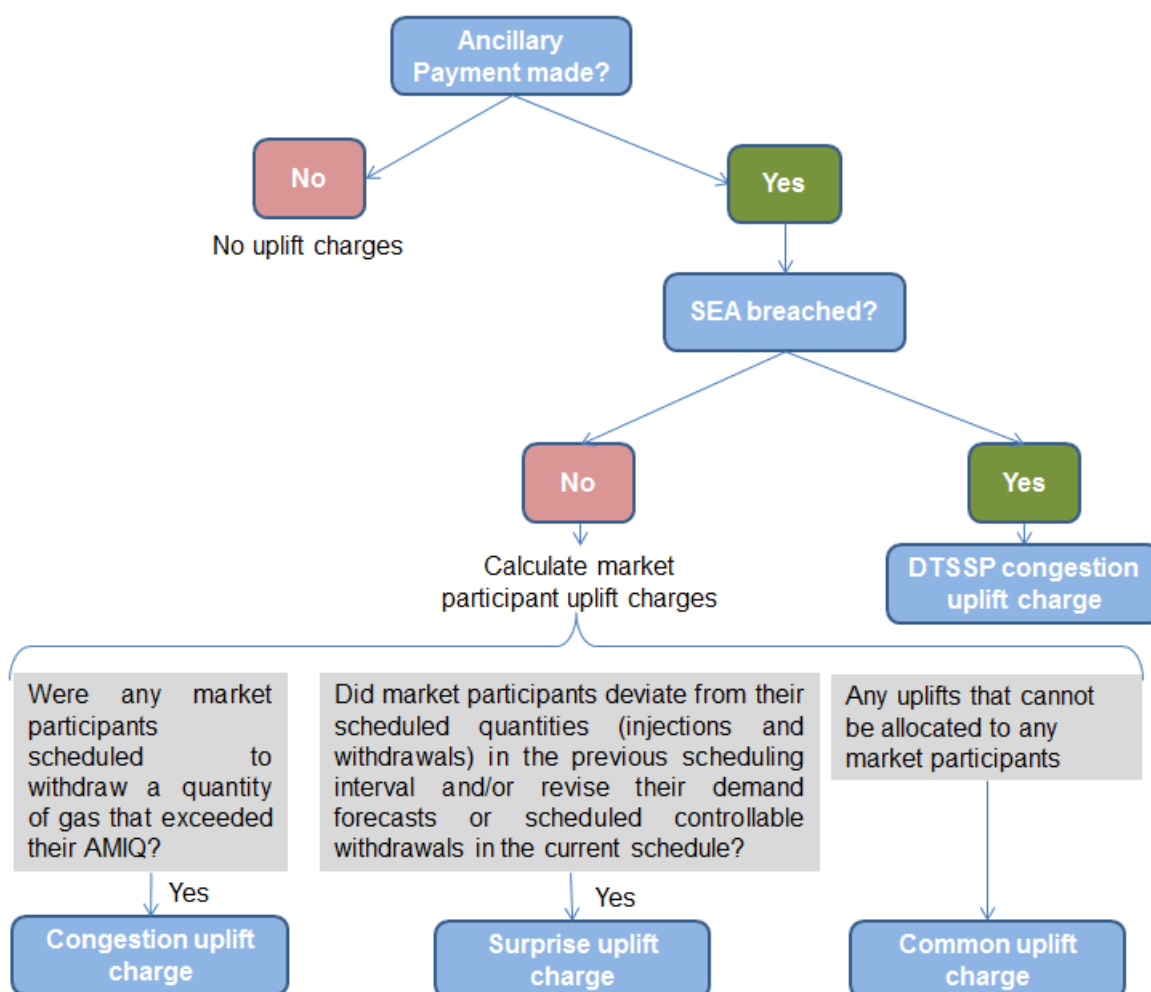 Ancillary
Payment made?
No
Yes
No uplift charges
SEA breached?
No
Yes
Calculate market
participant uplift charges
DTSSP congestion
uplift charge
Were any market
participants
scheduled to
withdraw a quantity
of gas that exceeded
their AMIQ?
Did market participants deviate from their
scheduled quantities (injections and
withdrawals) in the previous scheduling
interval and/or revise their demand
forecasts or scheduled controllable
withdrawals in the current schedule?
Any uplifts that cannot
be allocated to any
market participants
Yes
Yes
Congestion uplift
charge
Surprise uplift
charge
Common uplift
charge